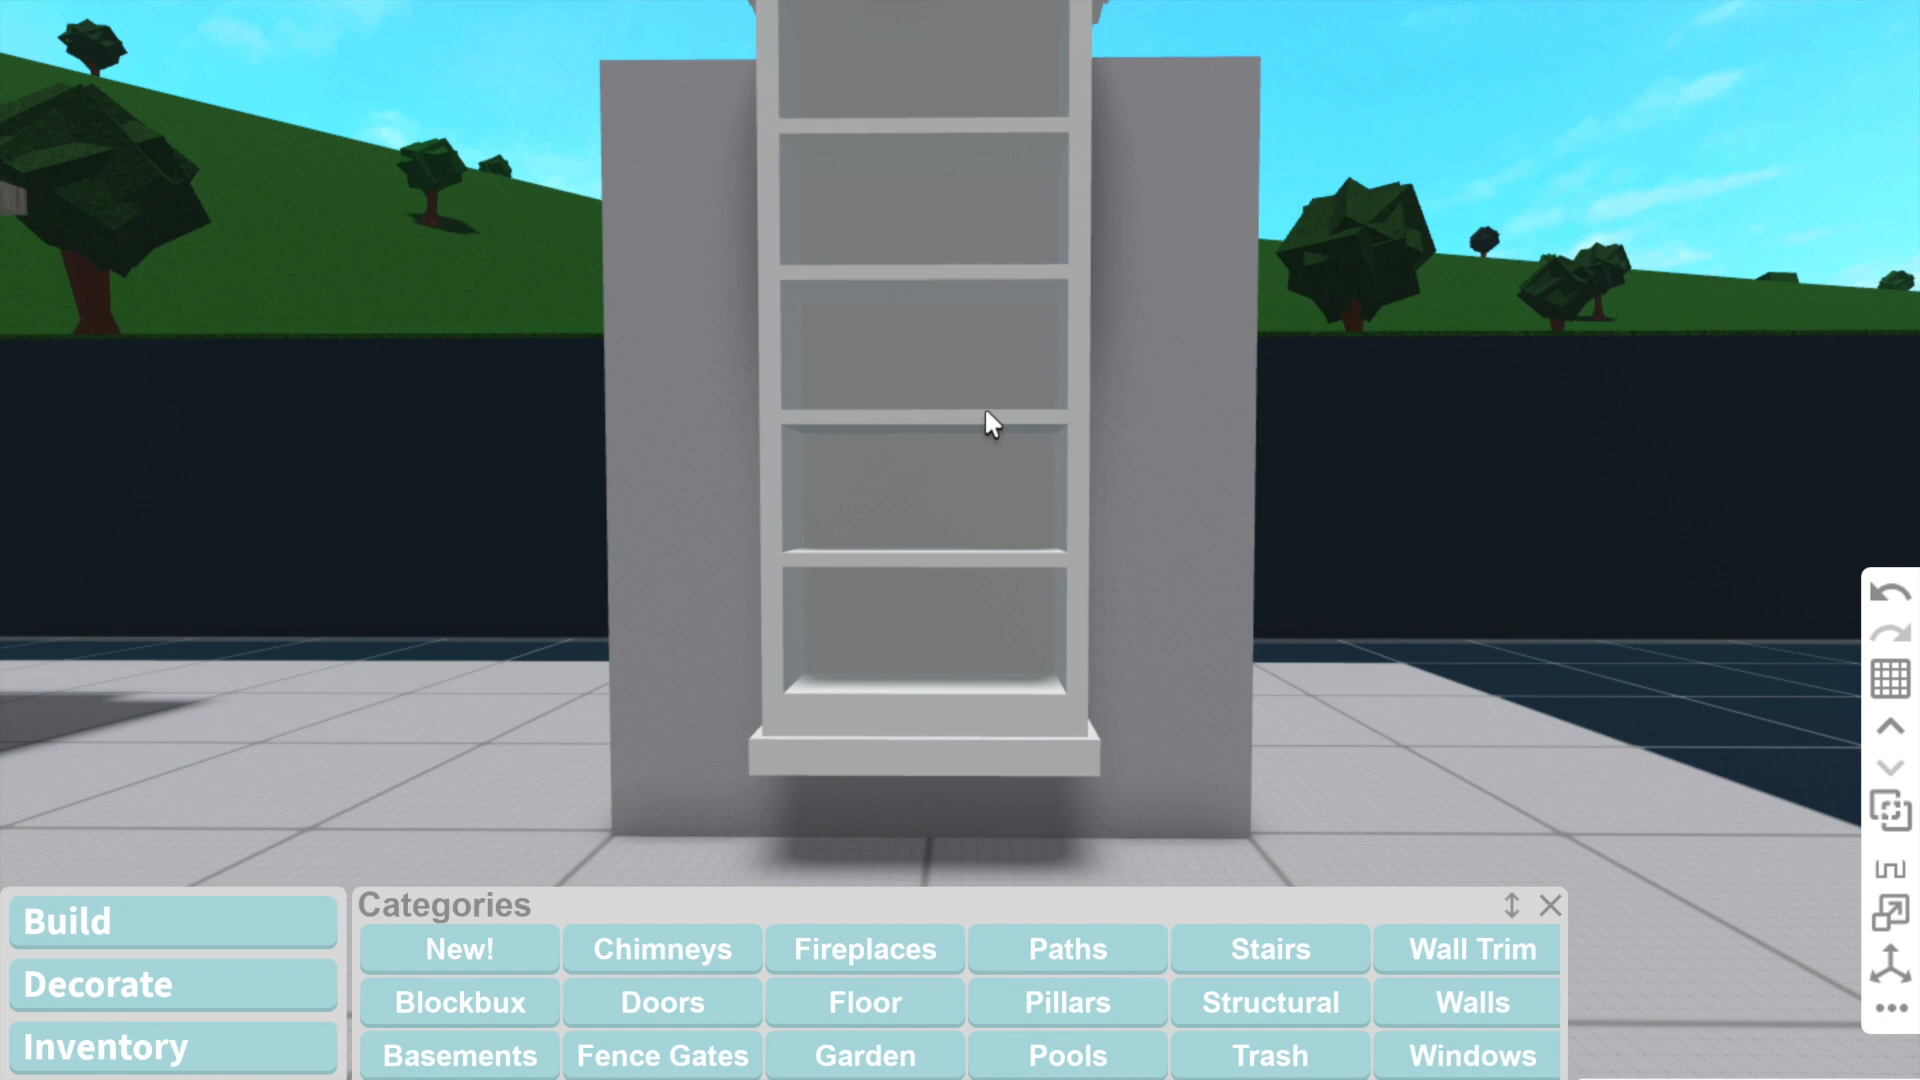 Build
Decorate
Inventory
Categories
New! Chimneys Fireplaces Paths Stairs Wall Trim
Blockbux Doors Floor Pillars Structural Walls
Basements Fence Gates Garden Pools Trash Windows